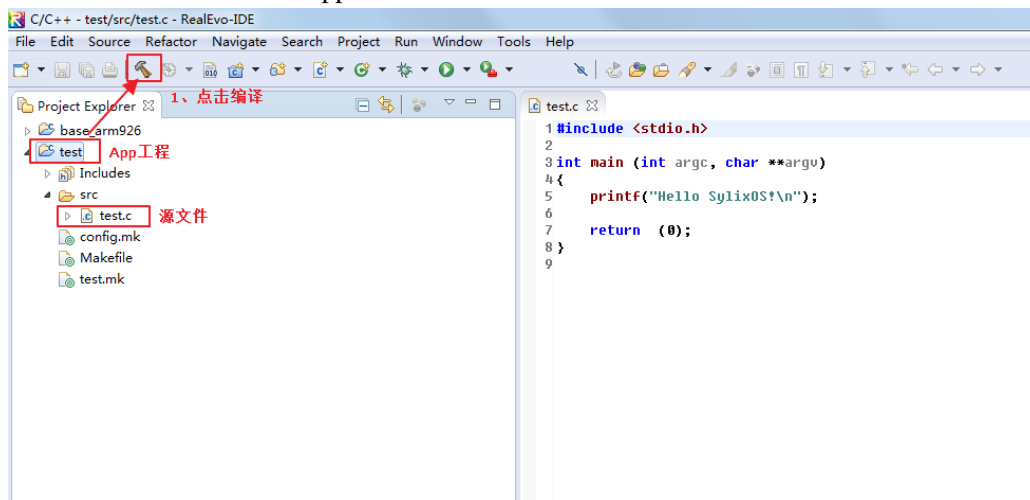 App
C/C++ - test/src/test.c - RealEvo-IDE
File Edit Source Refactor Navigate Search Project Run Window Tools Help
1、点击编译
Project Explorer
base_arm926
test
App工程
Includes
src
test.c
源文件
config.mk
Makefile
test.mk
test.c
1 #include <stdio.h>
2
3 int main (int argc, char **argv)
4 {
5 printf("Hello SylixOS!\n");
6
7 return (0);
8 }
9